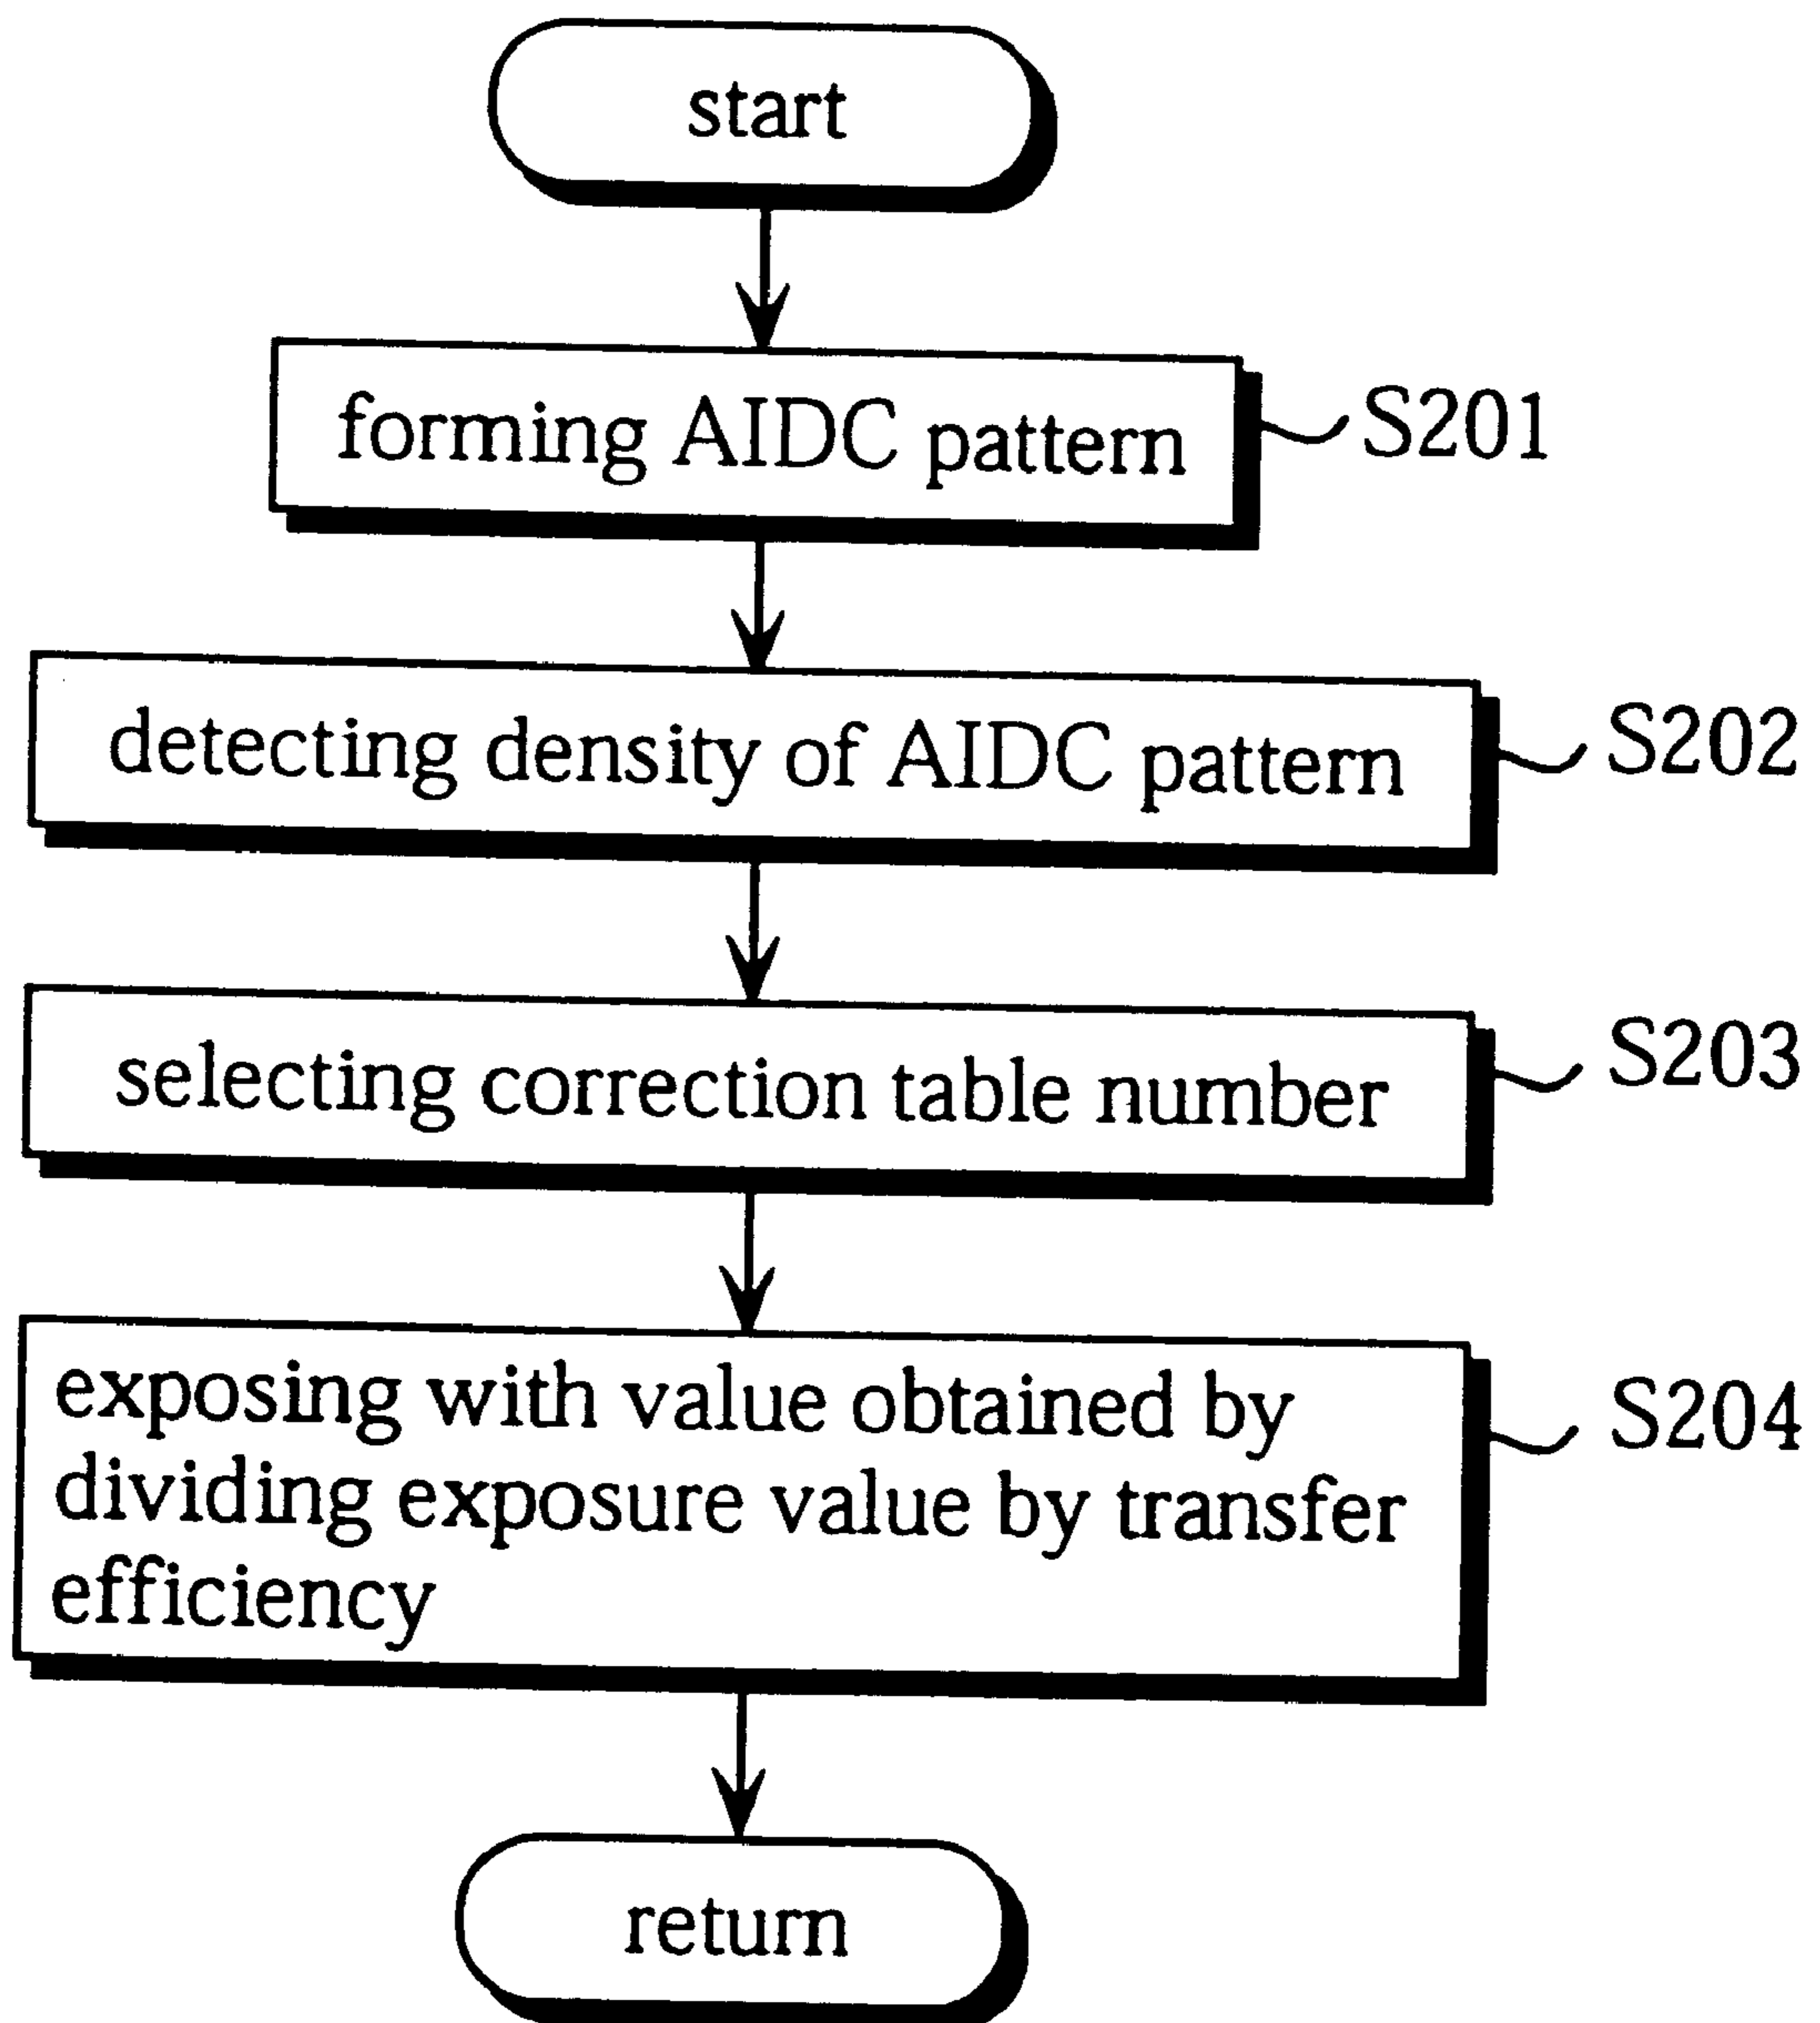 start
forming AIDC pattern
S201
detecting density of AIDC pattern
S202
selecting correction table number
S203
exposing with value obtained by
dividing exposure value by transfer
efficiency
S204
return